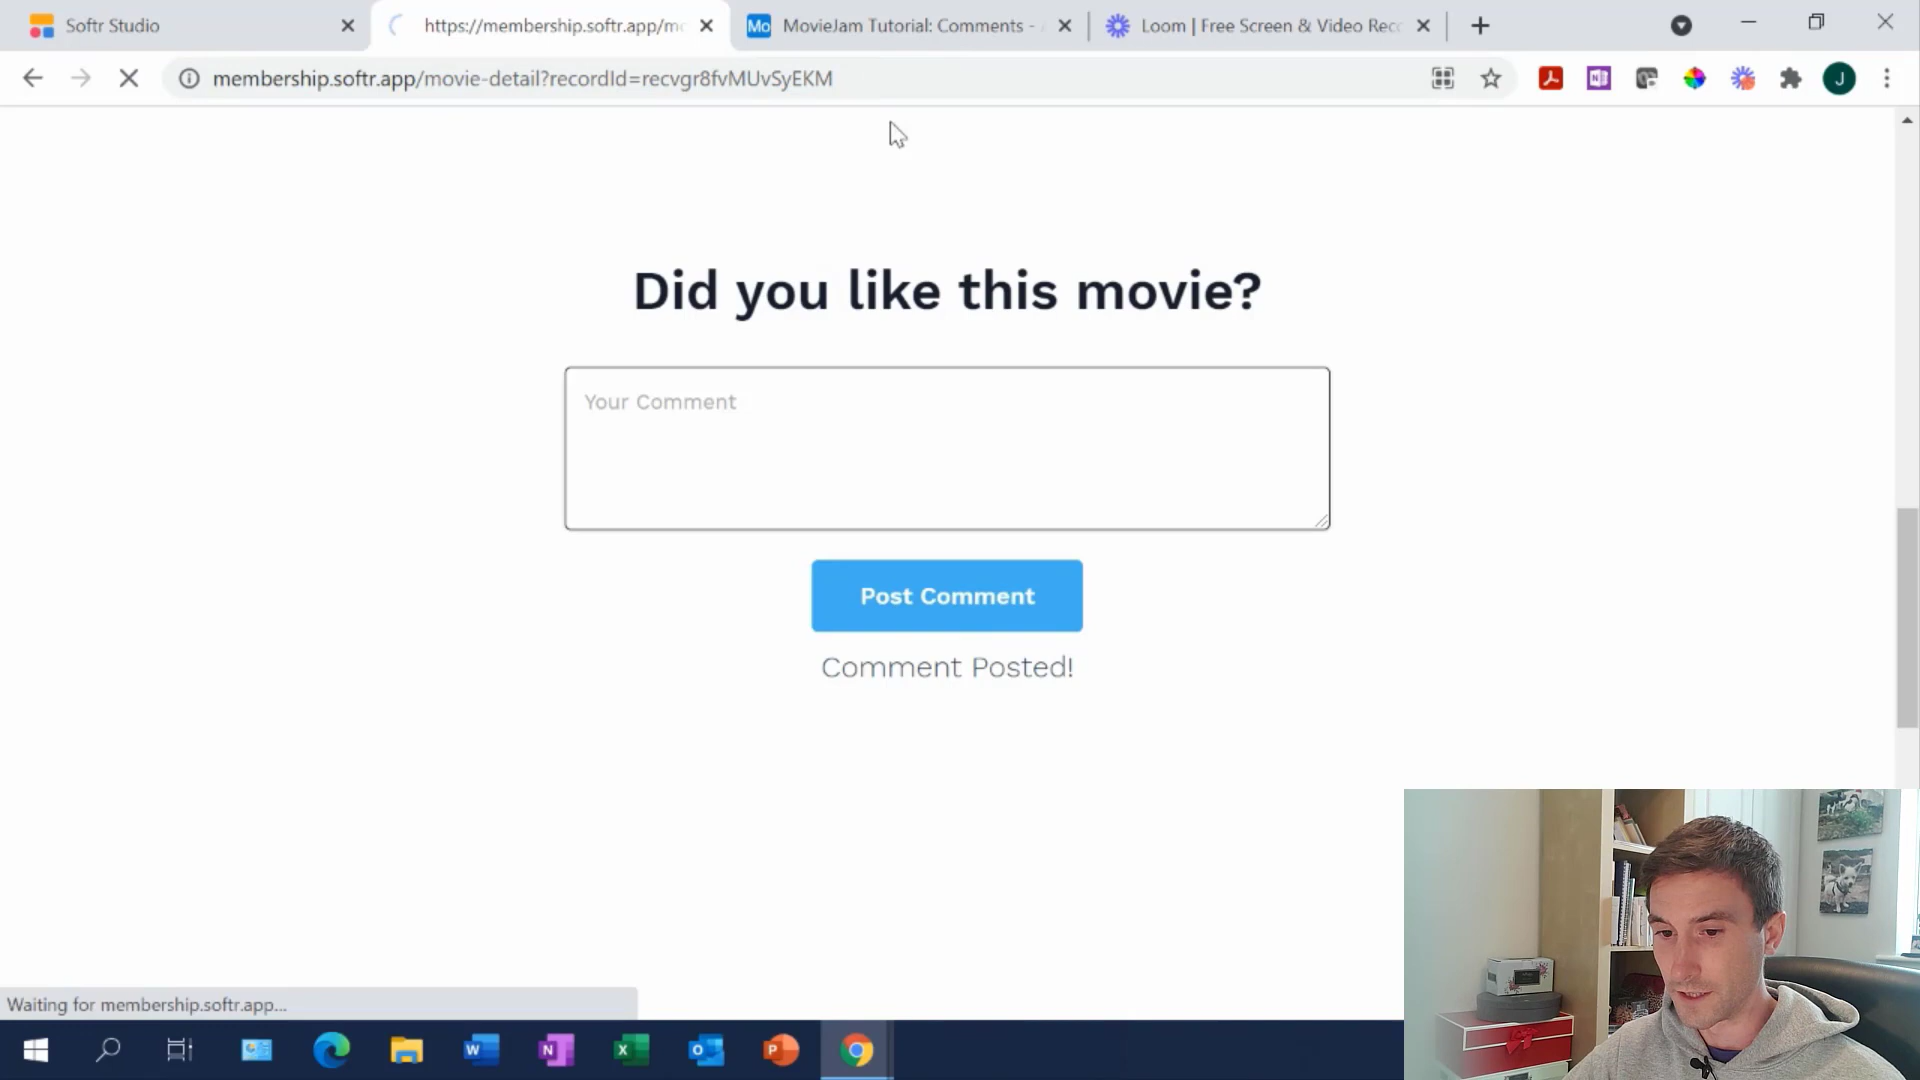 Softr Studio
https://membership.softr.app/m
MovieJam Tutorial: Comments -
Loom | Free Screen & Video Rec
membership.softr.app/movie-detail?recordId=recvgr8fvMUvSyEKM
J
Did you like this movie?
Your Comment
Post Comment
Comment Posted!
Waiting for membership.softr.app...